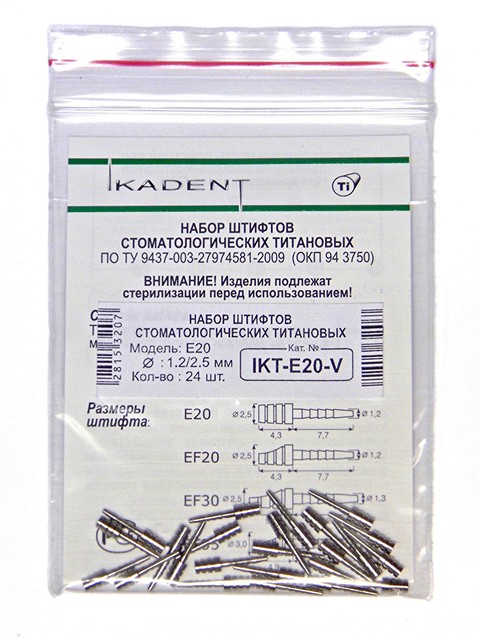 IKADENT
Ti
НАБОР ШТИФТОВ
СТОМАТОЛОГИЧЕСКИХ ТИТАНОВЫХ
ПО ТУ 9437-003-27974581-2009 (ОКП 94 3750)
ВНИМАНИЕ! Изделия подлежат
стерилизации перед использованием!
НАБОР ШТИФТОВ
СТОМАТОЛОГИЧЕСКИХ ТИТАНОВЫХ
Модель: E20
Кат. №
Ø : 1.2/2.5 мм
IKT-E20-V
Кол-во : 24 шт.
28153207
Размеры
штифта:
E20 ø 2,5 ø 1,2
4,3 7,7
EF20 ø 2,5 ø 1,2
4,3 7,7
EF30 ø 2,5 ø 1,3
ø 3,0